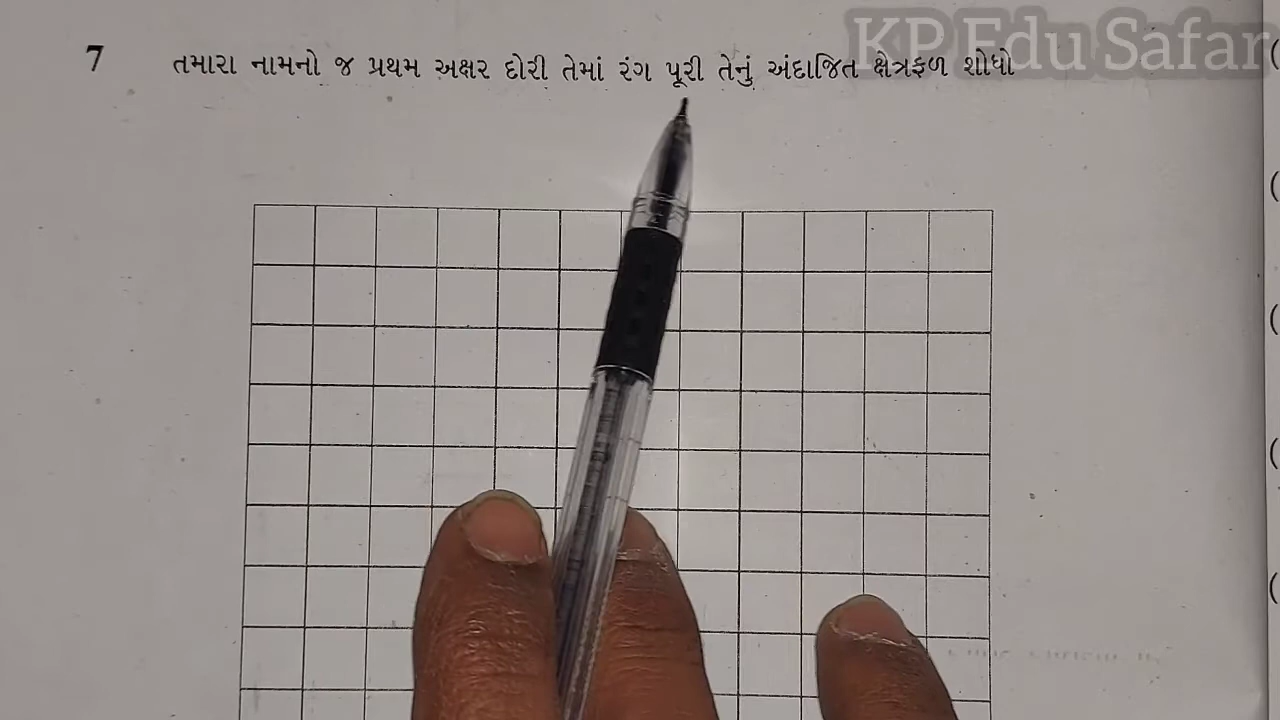 KP Edu Safar
7 તમારા નામનો જ પ્રથમ અક્ષર દોરી તેમાં રંગ પૂરી તેનું અંદાજિત ક્ષેત્રફળ શોધો